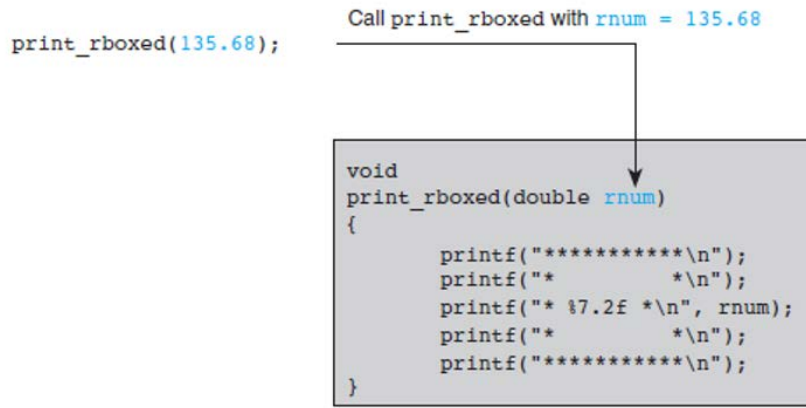 Call print_rboxed with rnum = 135.68
print_rboxed(135.68);
void
print_rboxed(double rnum)
{
printf("***********\n");
printf("*         *\n");
printf("* %7.2f *\n", rnum);
printf("*         *\n");
printf("***********\n");
}